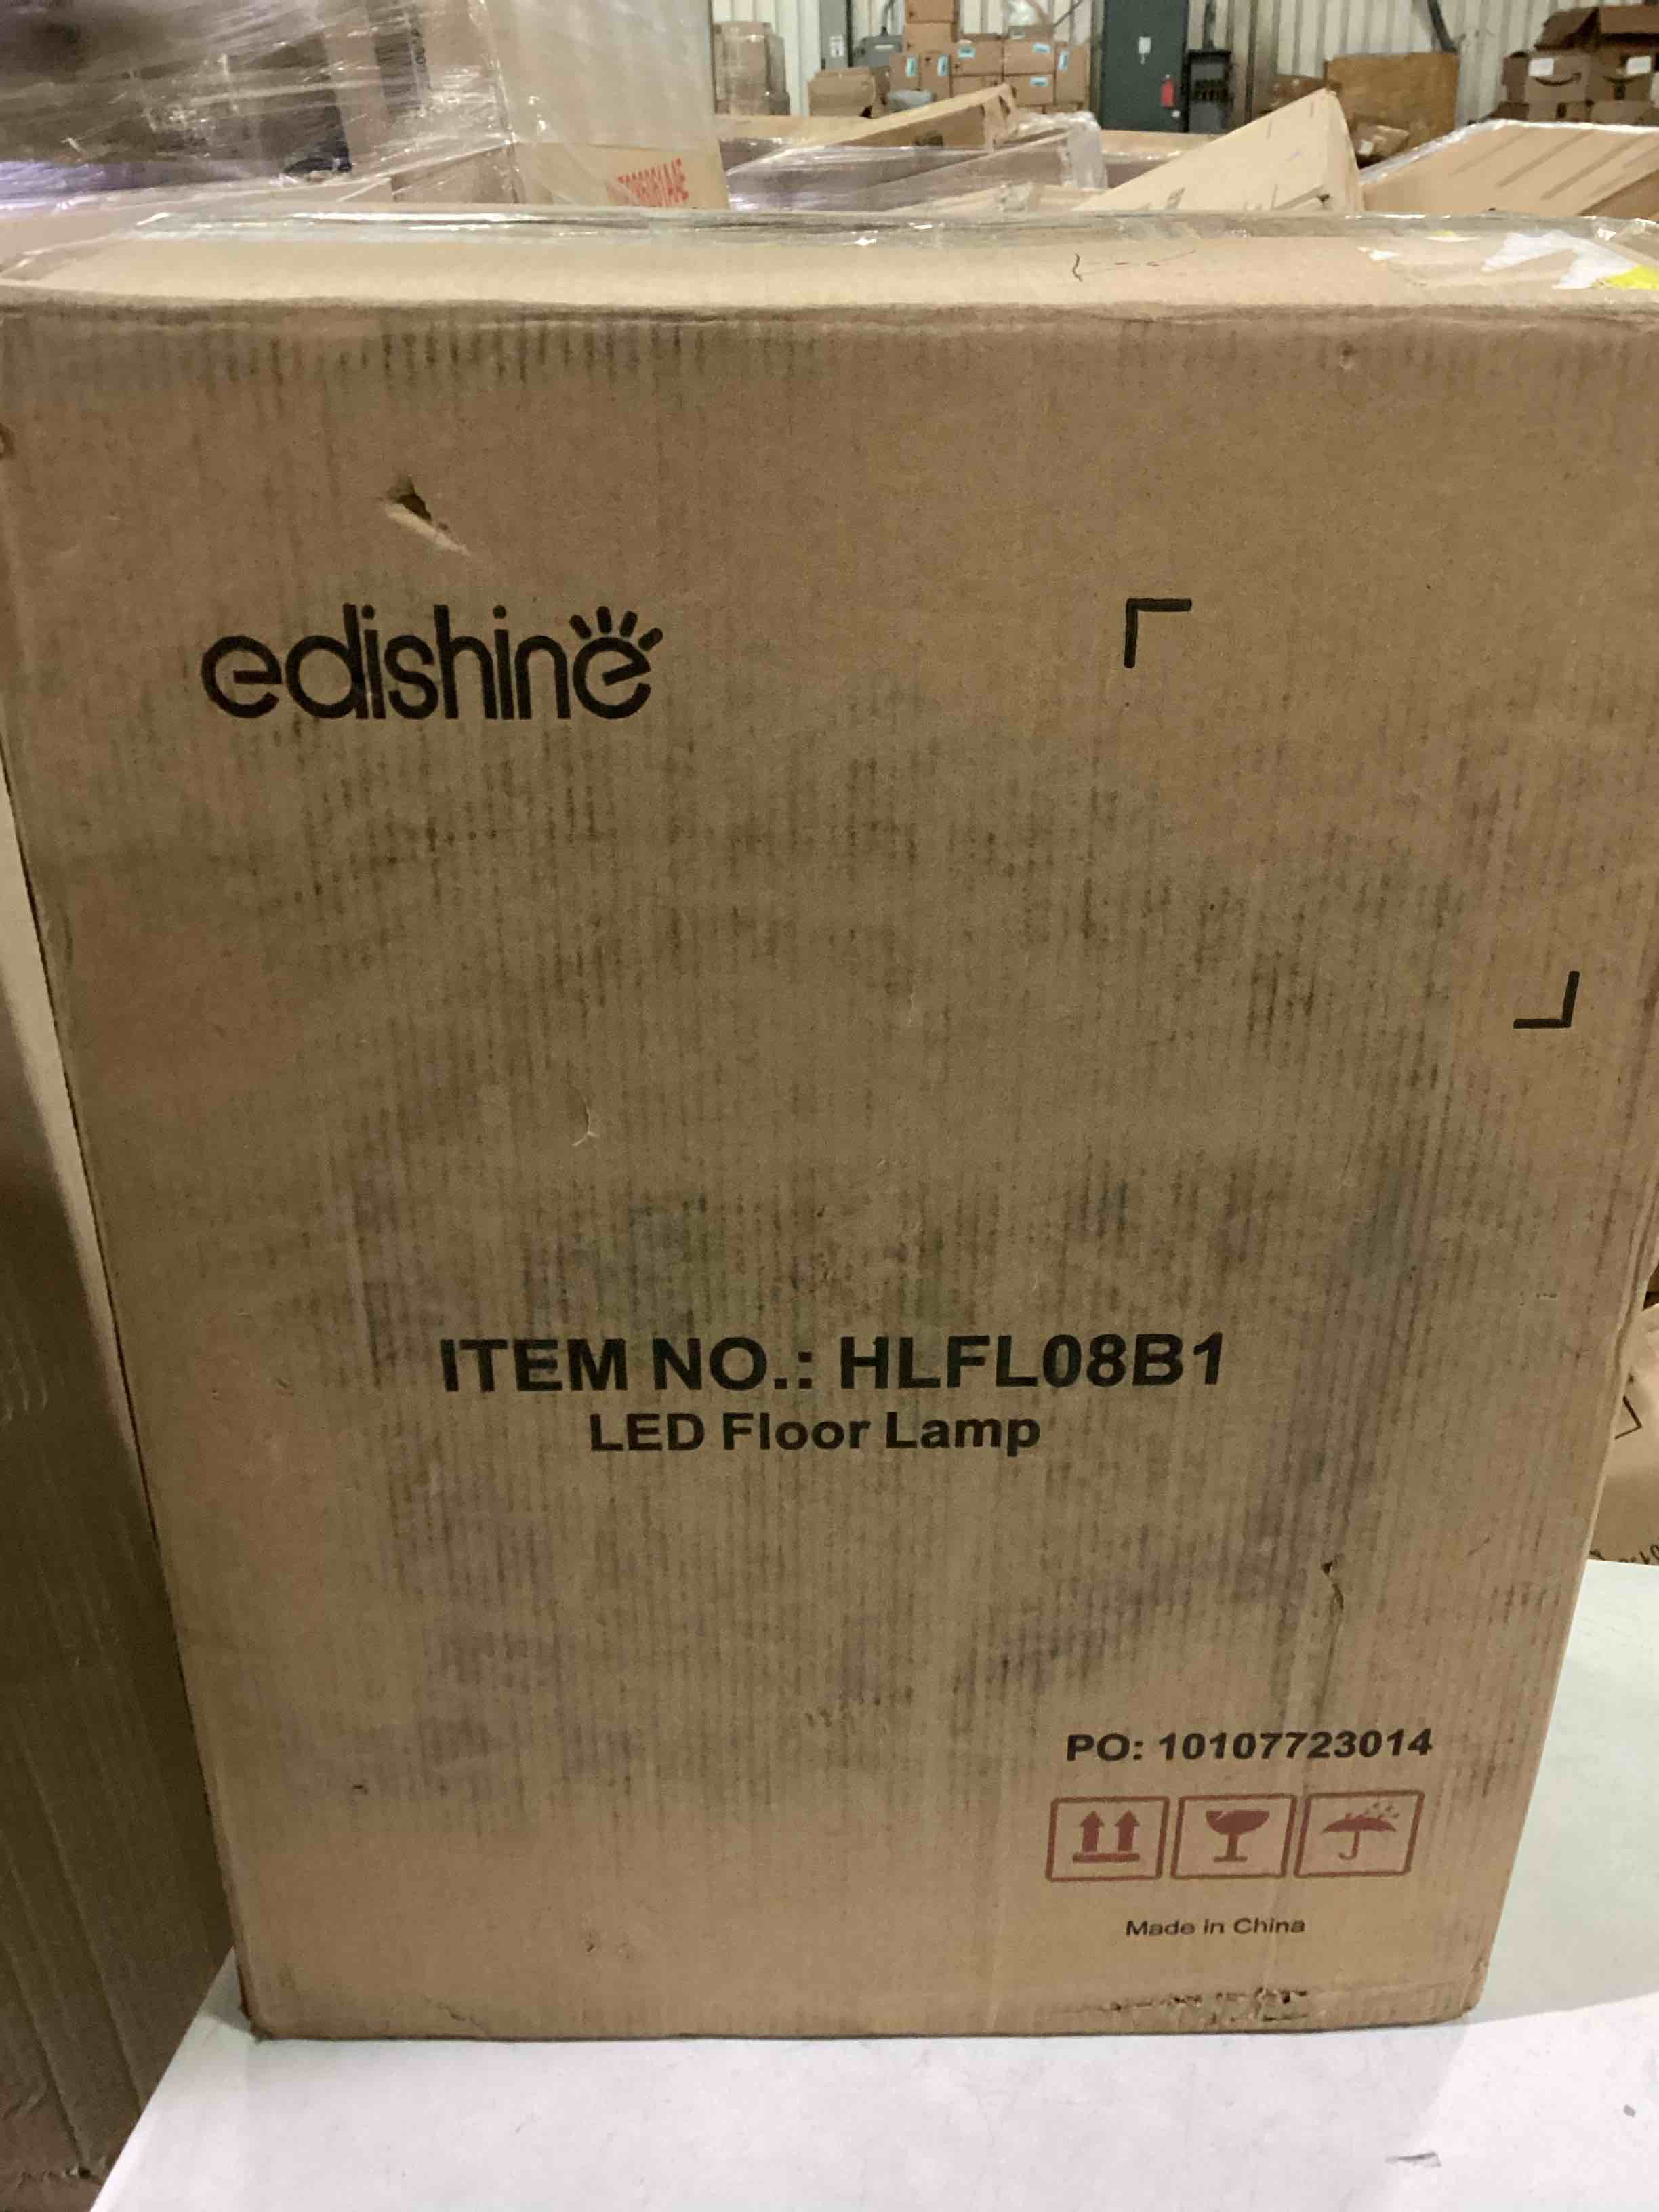 edishine
ITEM NO.: HLFL08B1
LED Floor Lamp
PO: 10107723014
Made in China